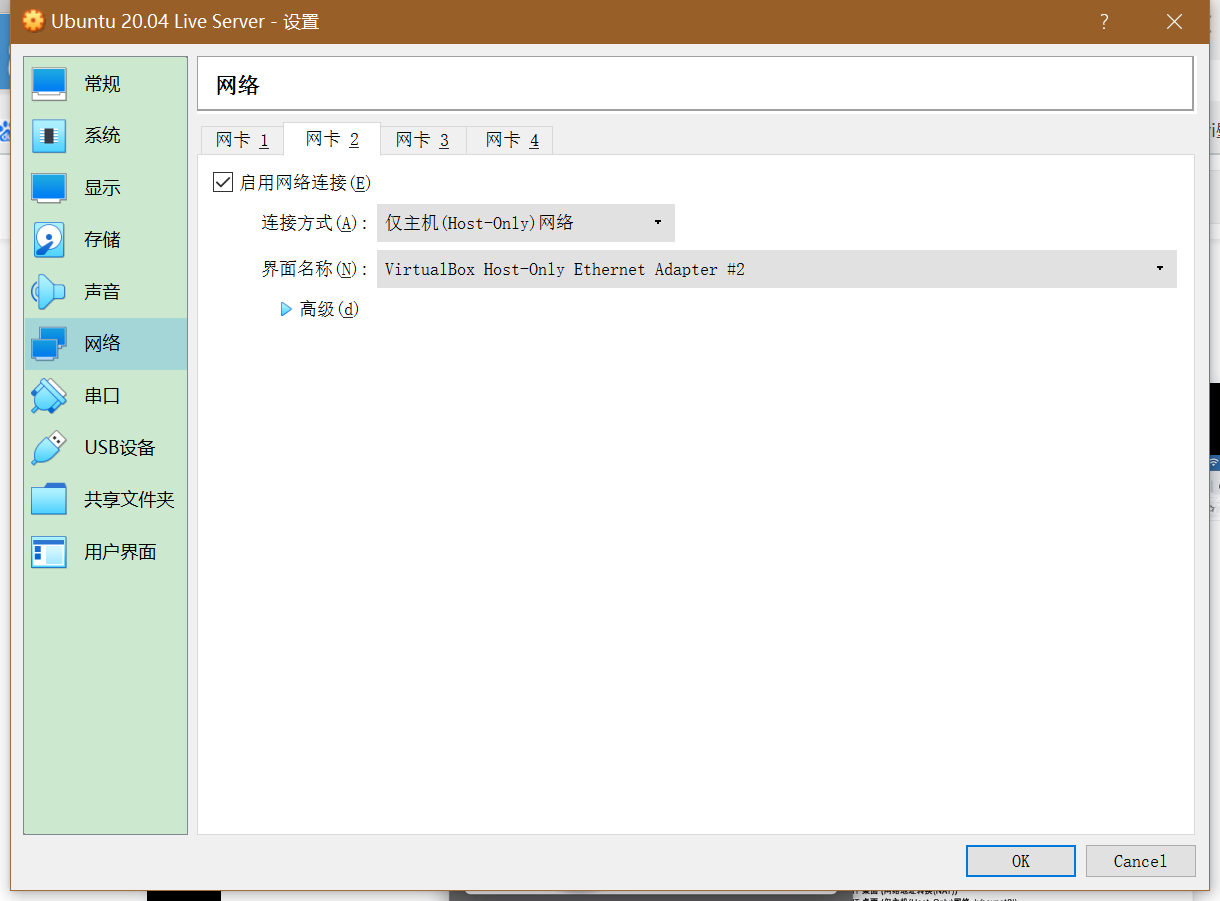 Ubuntu 20.04 Live Server - 设置
?
常规
系统
显示
存储
声音
网络
串口
USB设备
共享文件夹
用户界面
网络
网卡 1
网卡 2
网卡 3
网卡 4
启用网络连接(E)
连接方式(A):
仅主机(Host-Only)网络
界面名称(N):
VirtualBox Host-Only Ethernet Adapter #2
高级(d)
OK
Cancel